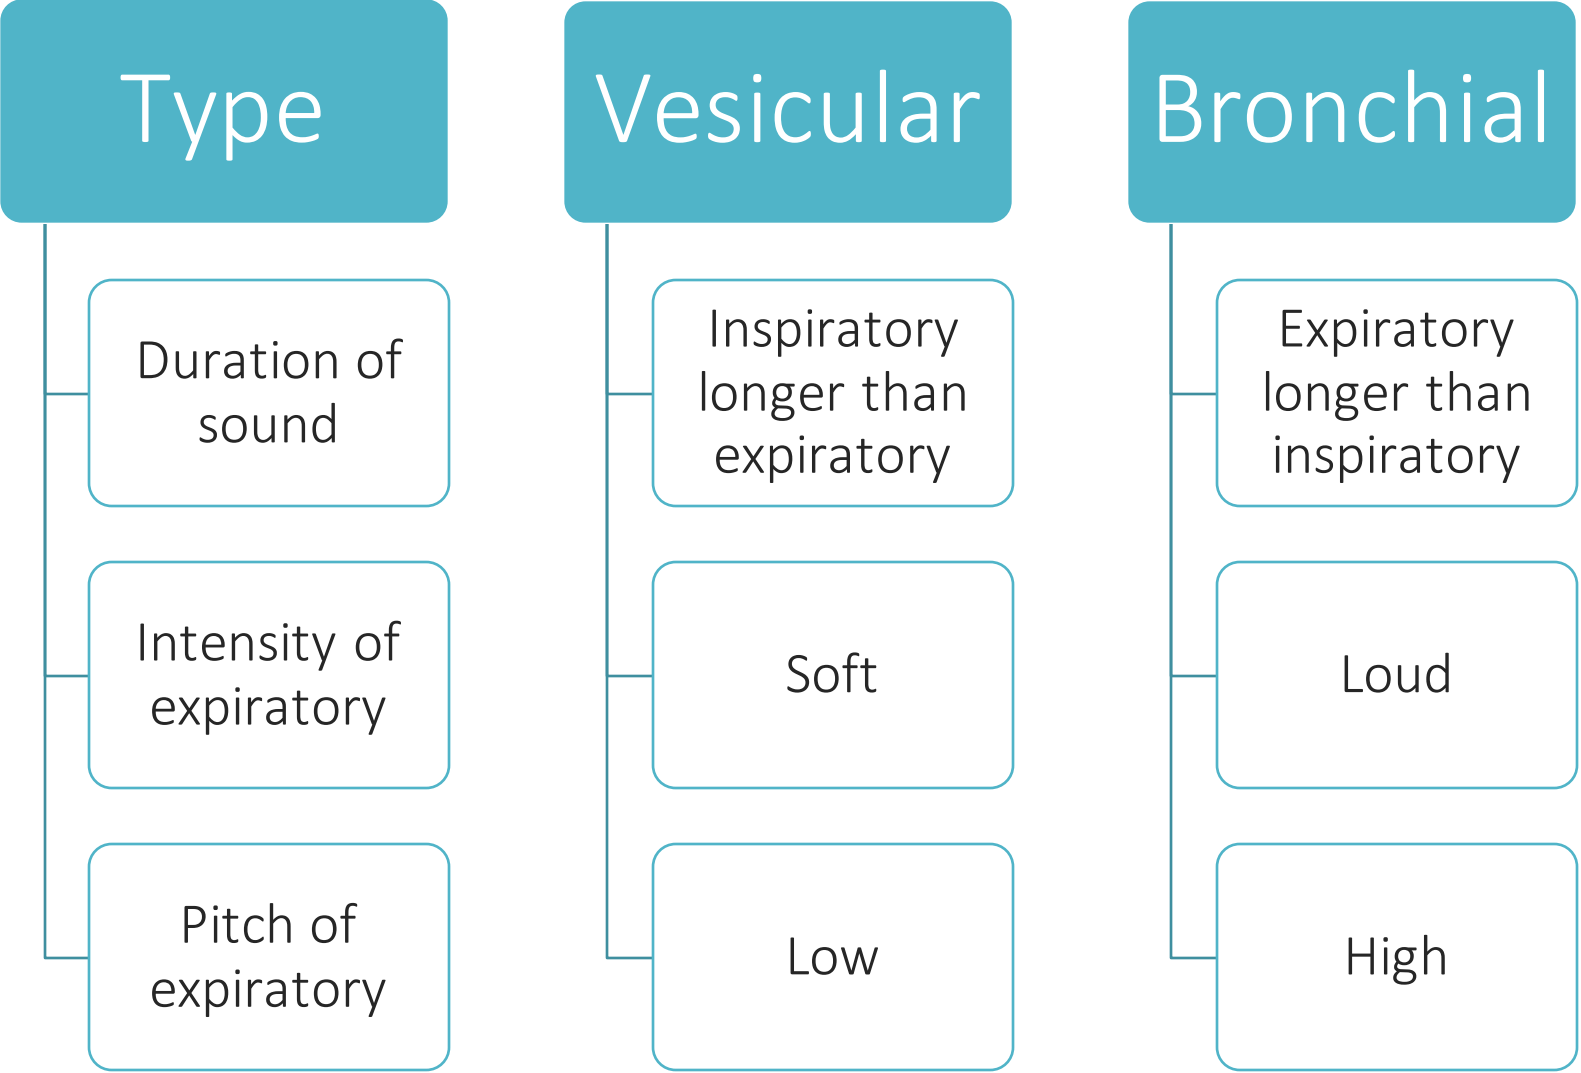 Type
Duration of
sound
Intensity of
expiratory
Pitch of
expiratory
Vesicular
Inspiratory
longer than
expiratory
Soft
Low
Bronchial
Expiratory
longer than
inspiratory
Loud
High